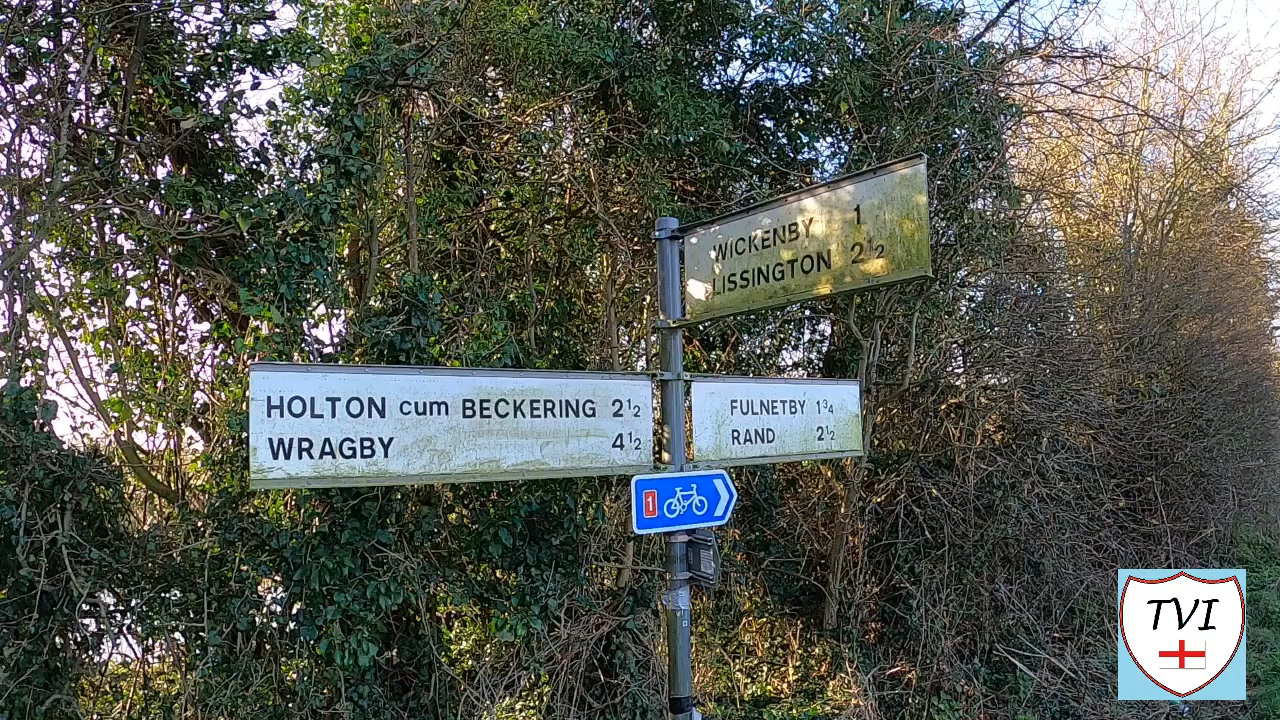 WICKENBY 1
LISSINGTON 2½
HOLTON cum BECKERING 2½
WRAGBY 4½
FULNETBY 1¾
RAND 2½
1
TVI